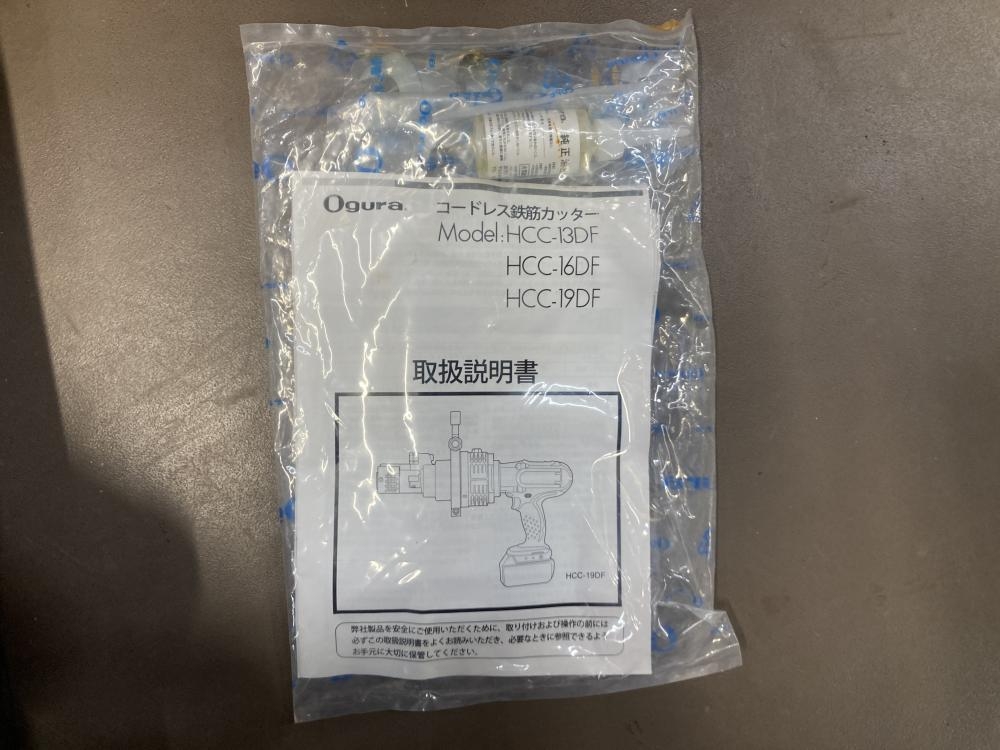 Ogura
純正
Ogura
コードレス鉄筋カッター
Model:HCC-13DF
HCC-16DF
HCC-19DF
取扱説明書
HCC-19DF
弊社製品を安全にご使用いただくために、取り付けおよび操作の前には
必ずこの取扱説明書をよくお読みいただき、必要なときに参照できるよう
お手元に大切に保管してください。